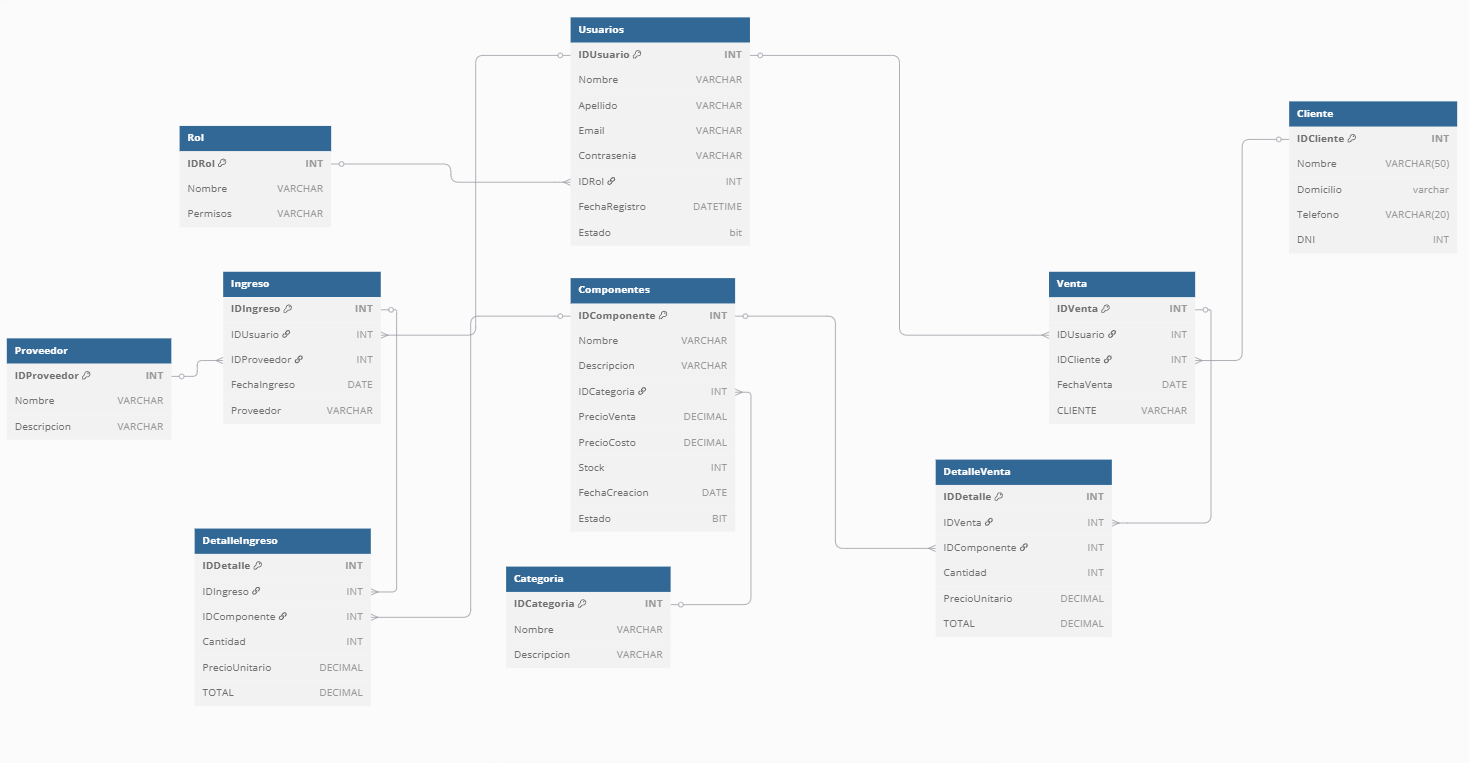 Usuarios
IDUsuario INT
Nombre VARCHAR
Apellido VARCHAR
Email VARCHAR
Contrasenia VARCHAR
IDRol INT
FechaRegistro DATETIME
Estado bit
Cliente
IDCliente INT
Nombre VARCHAR(50)
Domicilio varchar
Telefono VARCHAR(20)
DNI INT
Rol
IDRol INT
Nombre VARCHAR
Permisos VARCHAR
Ingreso
IDIngreso INT
IDUsuario INT
IDProveedor INT
FechaIngreso DATE
Proveedor VARCHAR
Componentes
IDComponente INT
Nombre VARCHAR
Descripcion VARCHAR
IDCategoria INT
PrecioVenta DECIMAL
PrecioCosto DECIMAL
Stock INT
FechaCreacion DATE
Estado BIT
Venta
IDVenta INT
IDUsuario INT
IDCliente INT
FechaVenta DATE
CLIENTE VARCHAR
Proveedor
IDProveedor INT
Nombre VARCHAR
Descripcion VARCHAR
DetalleVenta
IDDetalle INT
IDVenta INT
IDComponente INT
Cantidad INT
PrecioUnitario DECIMAL
TOTAL DECIMAL
DetalleIngreso
IDDetalle INT
IDIngreso INT
IDComponente INT
Cantidad INT
PrecioUnitario DECIMAL
TOTAL DECIMAL
Categoria
IDCategoria INT
Nombre VARCHAR
Descripcion VARCHAR